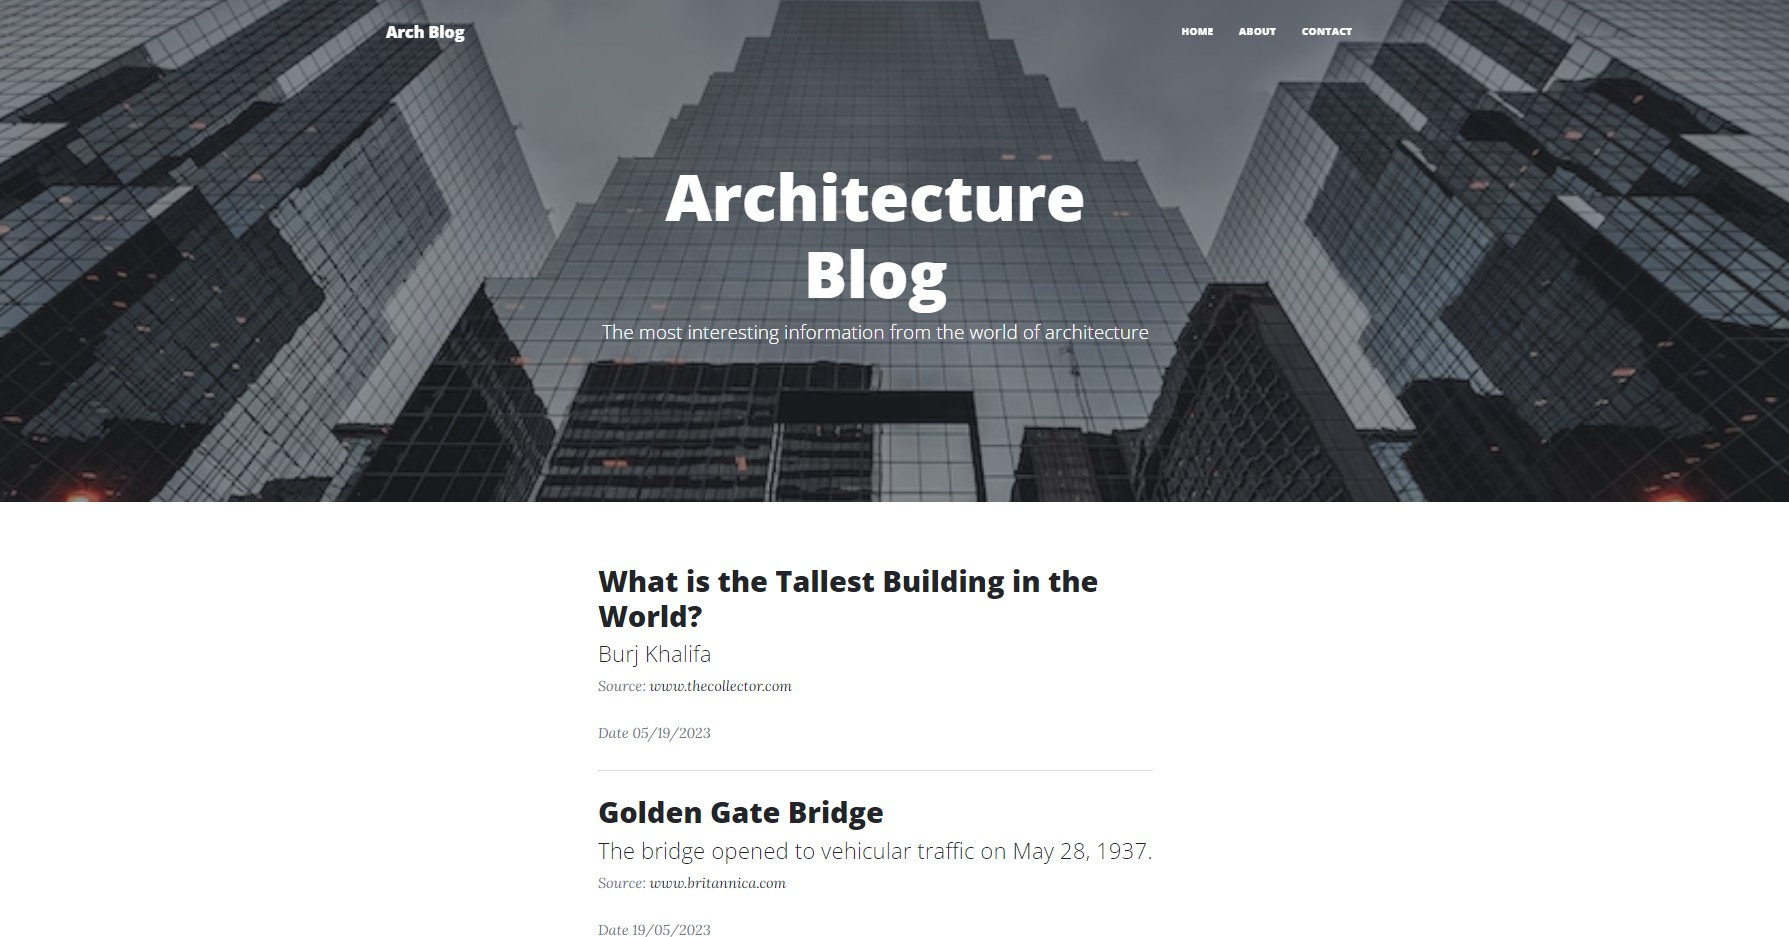 Arch Blog
HOME ABOUT CONTACT
Architecture
Blog
The most interesting information from the world of architecture
What is the Tallest Building in the
World?
Burj Khalifa
Source: www.thecollector.com
Date 05/19/2023
Golden Gate Bridge
The bridge opened to vehicular traffic on May 28, 1937.
Source: www.britannica.com
Date 19/05/2023